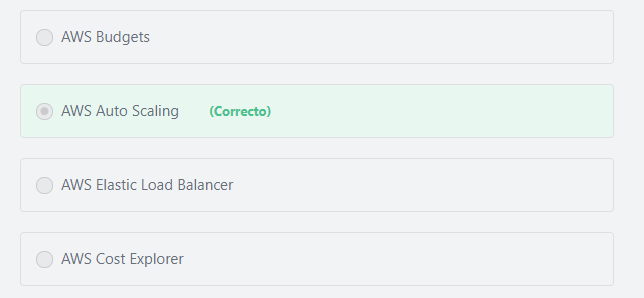 AWS Budgets
AWS Auto Scaling (Correcto)
AWS Elastic Load Balancer
AWS Cost Explorer